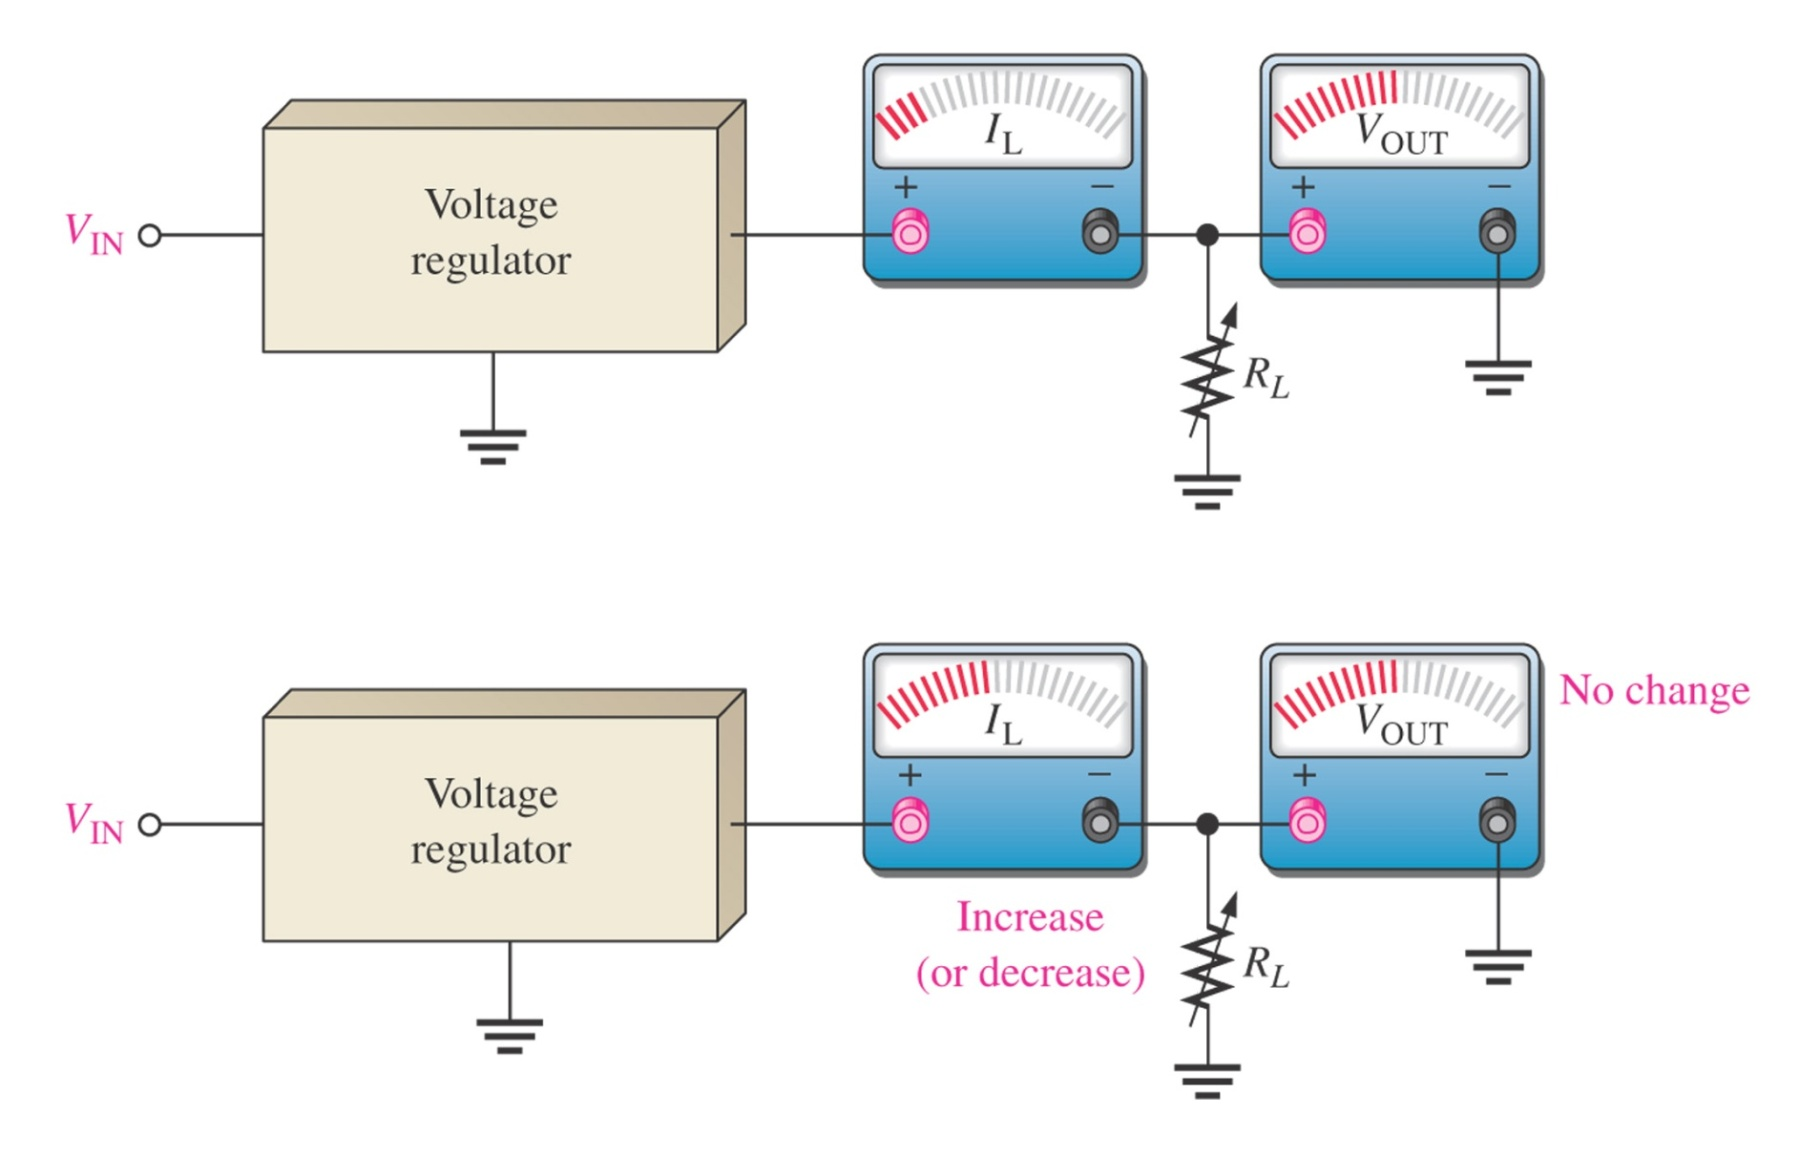 I_L
V_OUT
+
−
+
−
Voltage
regulator
V_IN
R_L
I_L
V_OUT
No change
+
−
+
−
Voltage
regulator
V_IN
Increase
(or decrease)
R_L